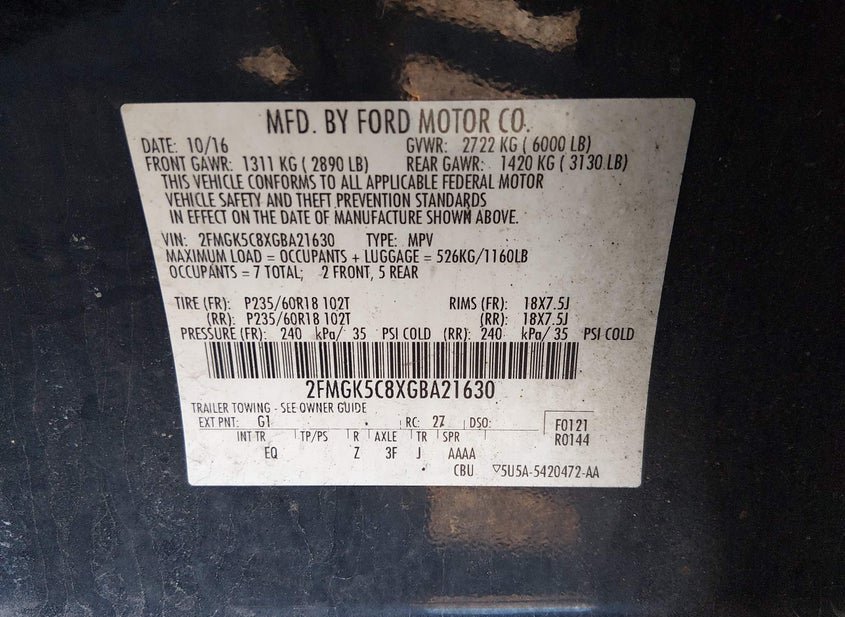 MFD. BY FORD MOTOR CO.
DATE: 10/16 GVWR: 2722 KG ( 6000 LB)
FRONT GAWR: 1311 KG ( 2890 LB) REAR GAWR: 1420 KG ( 3130 LB)
THIS VEHICLE CONFORMS TO ALL APPLICABLE FEDERAL MOTOR
VEHICLE SAFETY AND THEFT PREVENTION STANDARDS
IN EFFECT ON THE DATE OF MANUFACTURE SHOWN ABOVE.
VIN: 2FMGK5C8XGBA21630 TYPE: MPV
MAXIMUM LOAD = OCCUPANTS + LUGGAGE = 526KG/1160LB
OCCUPANTS = 7 TOTAL; 2 FRONT, 5 REAR
TIRE (FR): P235/60R18 102T RIMS (FR): 18X7.5J
(RR): P235/60R18 102T (RR): 18X7.5J
PRESSURE (FR): 240 kPa/ 35 PSI COLD (RR): 240 kPa/ 35 PSI COLD
2FMGK5C8XGBA21630
TRAILER TOWING - SEE OWNER GUIDE
EXT PNT: G1 RC: 27 DSO: F0121
R0144
INT TR TP/PS R AXLE TR SPR
EQ Z 3F J AAAA
CBU ▽5U5A-5420472-AA